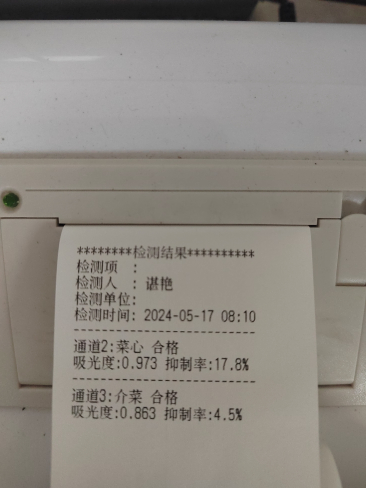 ********检测结果**********
检测项 :
检测人 : 谌艳
检测单位:
检测时间: 2024-05-17 08:10
--------------------------------
通道2:菜心 合格
吸光度:0.973 抑制率:17.8%
--------------------------------
通道3:介菜 合格
吸光度:0.863 抑制率:4.5%